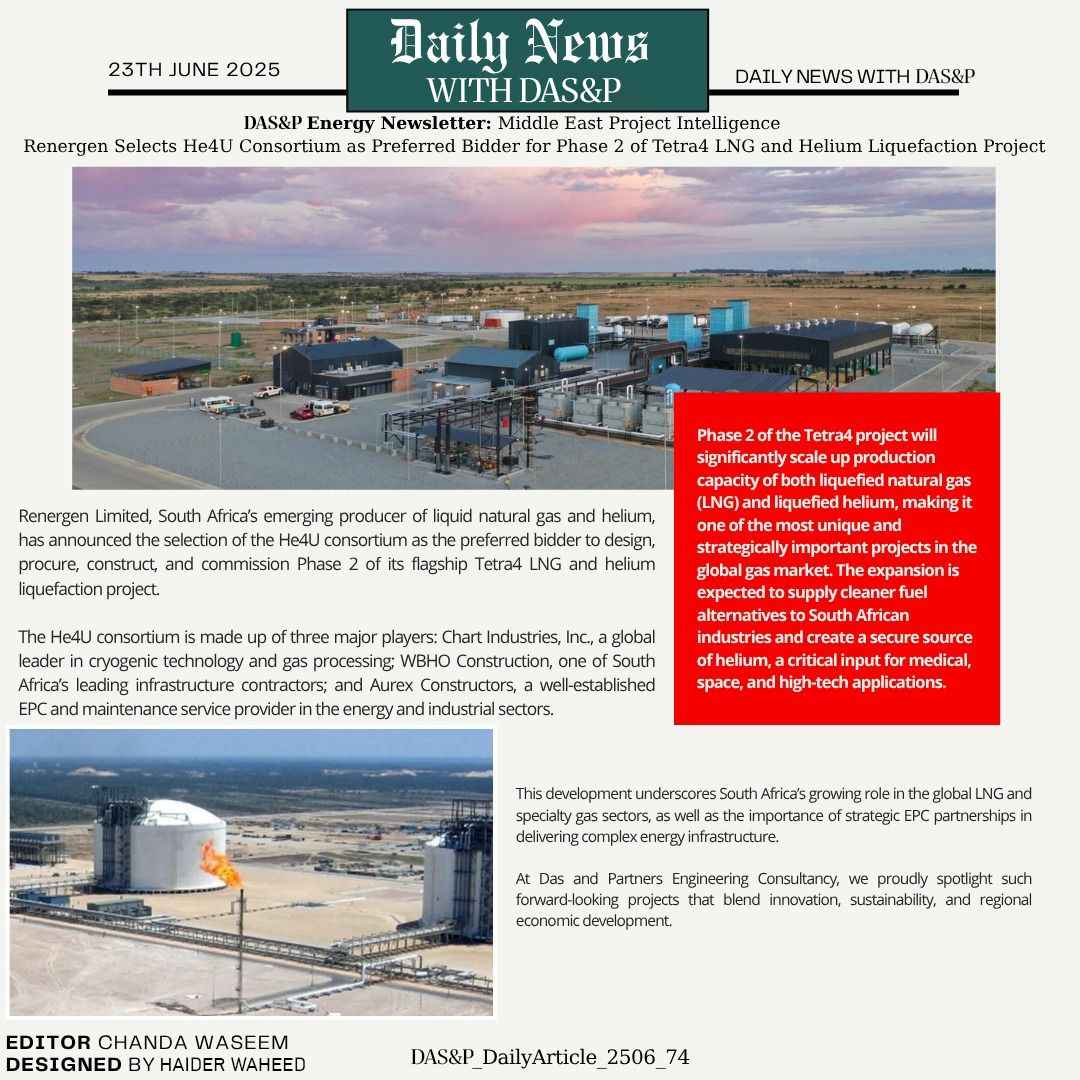 23TH JUNE 2025
Daily News
WITH DAS&P
DAILY NEWS WITH DAS&P
DAS&P Energy Newsletter: Middle East Project Intelligence
Renergen Selects He4U Consortium as Preferred Bidder for Phase 2 of Tetra4 LNG and Helium Liquefaction Project
Renergen Limited, South Africa’s emerging producer of liquid natural gas and helium,
has announced the selection of the He4U consortium as the preferred bidder to design,
procure, construct, and commission Phase 2 of its flagship Tetra4 LNG and helium
liquefaction project.
The He4U consortium is made up of three major players: Chart Industries, Inc., a global
leader in cryogenic technology and gas processing; WBHO Construction, one of South
Africa’s leading infrastructure contractors; and Aurex Constructors, a well-established
EPC and maintenance service provider in the energy and industrial sectors.
Phase 2 of the Tetra4 project will
significantly scale up production
capacity of both liquefied natural gas
(LNG) and liquefied helium, making it
one of the most unique and
strategically important projects in the
global gas market. The expansion is
expected to supply cleaner fuel
alternatives to South African
industries and create a secure source
of helium, a critical input for medical,
space, and high-tech applications.
This development underscores South Africa’s growing role in the global LNG and
specialty gas sectors, as well as the importance of strategic EPC partnerships in
delivering complex energy infrastructure.
At Das and Partners Engineering Consultancy, we proudly spotlight such
forward-looking projects that blend innovation, sustainability, and regional
economic development.
EDITOR CHANDA WASEEM
DESIGNED BY HAIDER WAHEED
DAS&P_DailyArticle_2506_74